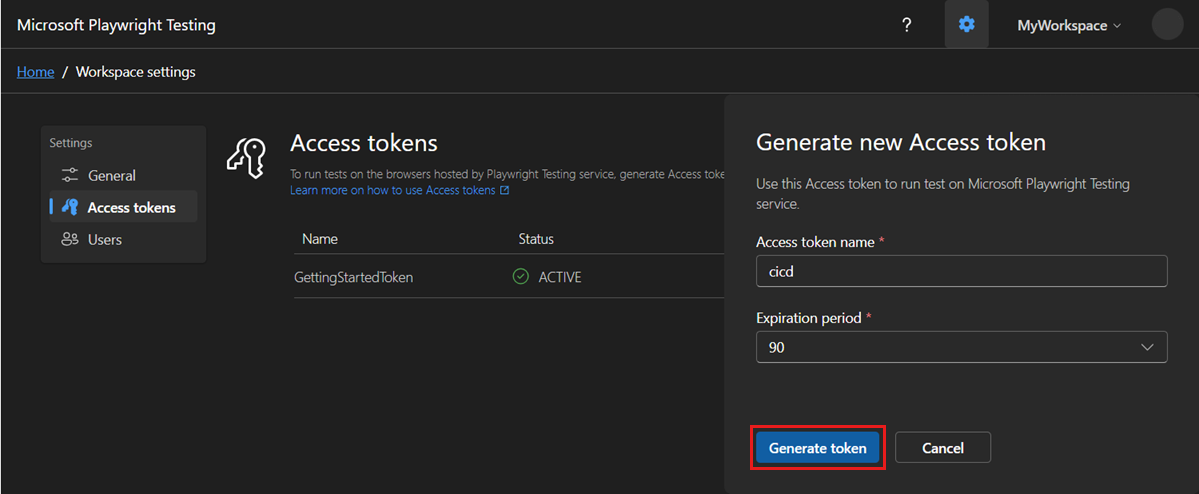 Microsoft Playwright Testing
?
MyWorkspace
Home / Workspace settings
Settings
General
Access tokens
Users
Access tokens
To run tests on the browsers hosted by Playwright Testing service, generate Access toke
Learn more on how to use Access tokens
Name Status
GettingStartedToken ACTIVE
Generate new Access token
Use this Access token to run test on Microsoft Playwright Testing
service.
Access token name *
cicd
Expiration period *
90
Generate token Cancel